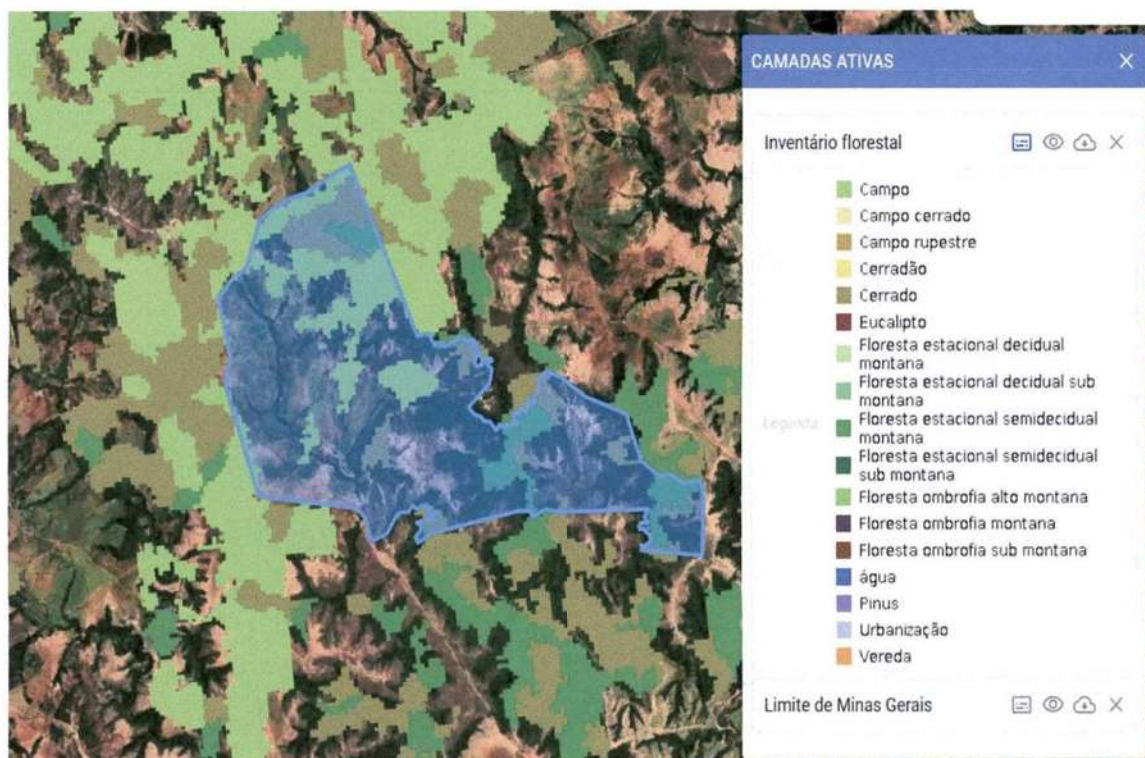 CAMADAS ATIVAS
Inventário florestal
Campo
Campo cerrado
Campo rupestre
Cerradão
Cerrado
Eucalipto
Floresta estacional decidual
montana
Floresta estacional decidual sub
montana
Legenda
Floresta estacional semidecidual
montana
Floresta estacional semidecidual
sub montana
Floresta ombrofia alto montana
Floresta ombrofia montana
Floresta ombrofia sub montana
água
Pinus
Urbanização
Vereda
Limite de Minas Gerais